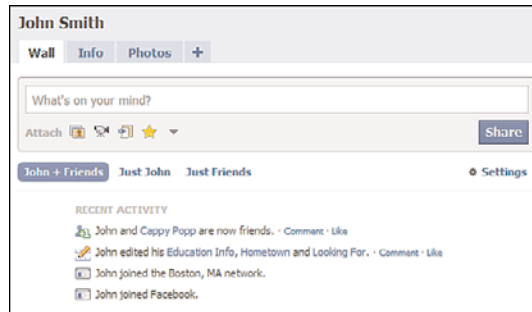 John Smith
Wall Info Photos +
What's on your mind?
Attach Share
John + Friends Just John Just Friends Settings
RECENT ACTIVITY
John and Cappy Popp are now friends. · Comment · Like
John edited his Education Info, Hometown and Looking For. · Comment · Like
John joined the Boston, MA network.
John joined Facebook.